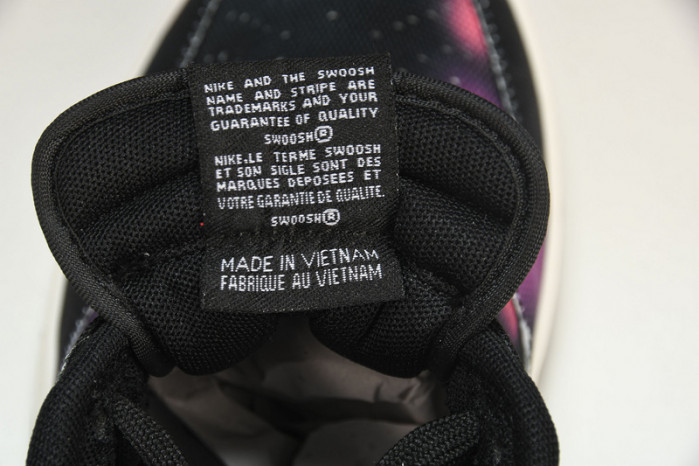 NIKE AND THE SWOOSH
NAME AND STRIPE ARE
TRADEMARKS AND YOUR
GUARANTEE OF QUALITY
SWOOSH®
NIKE.LE TERME SWOOSH
ET SON SIGLE SONT DES
MARQUES DEPOSEES ET
VOTRE GARANTIE DE QUALITE.
SWOOSH®
MADE IN VIETNAM
FABRIQUE AU VIETNAM